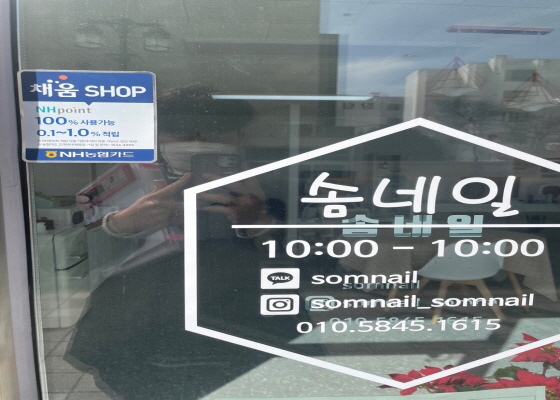 채움 SHOP
NHpoint
100% 사용가능
0.1~1.0% 적립
NH농협카드
솜네일
10:00 - 10:00
TALK somnail
somnail_somnail
010.5845.1615